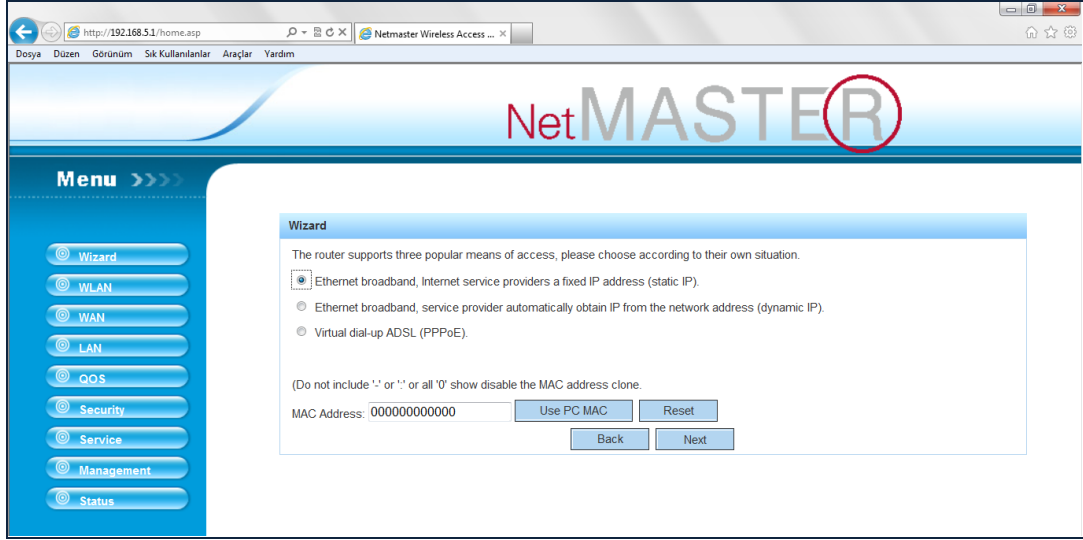 http://192.168.5.1/home.asp
Netmaster Wireless Access ...
Dosya Düzen Görünüm Sık Kullanılanlar Araçlar Yardım
NetMASTER
Menu >>>>
Wizard
WLAN
WAN
LAN
QOS
Security
Service
Management
Status
Wizard
The router supports three popular means of access, please choose according to their own situation.
Ethernet broadband, Internet service providers a fixed IP address (static IP).
Ethernet broadband, service provider automatically obtain IP from the network address (dynamic IP).
Virtual dial-up ADSL (PPPoE).
(Do not include '-' or ':' or all '0' show disable the MAC address clone.
MAC Address: 000000000000 Use PC MAC Reset
Back Next